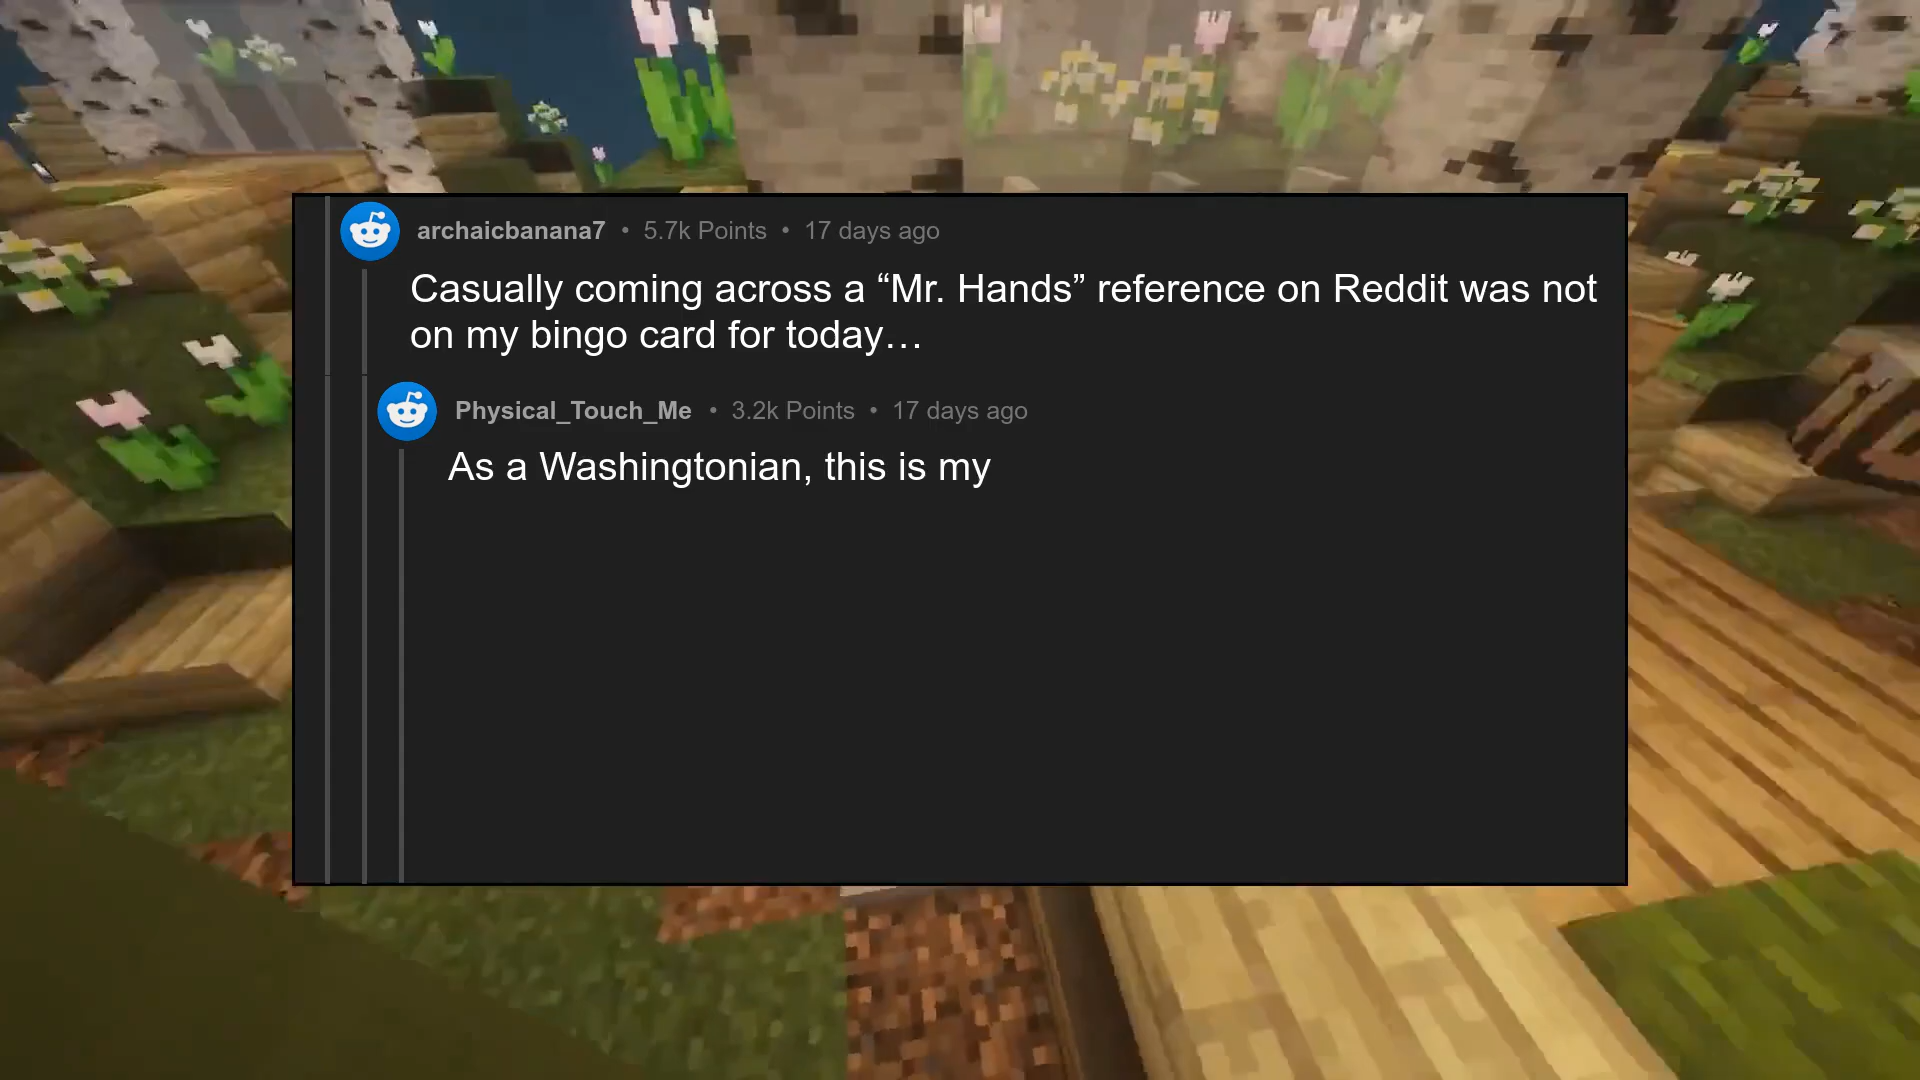 archaicbanana7 • 5.7k Points • 17 days ago
Casually coming across a “Mr. Hands” reference on Reddit was not
on my bingo card for today…
Physical_Touch_Me • 3.2k Points • 17 days ago
As a Washingtonian, this is my